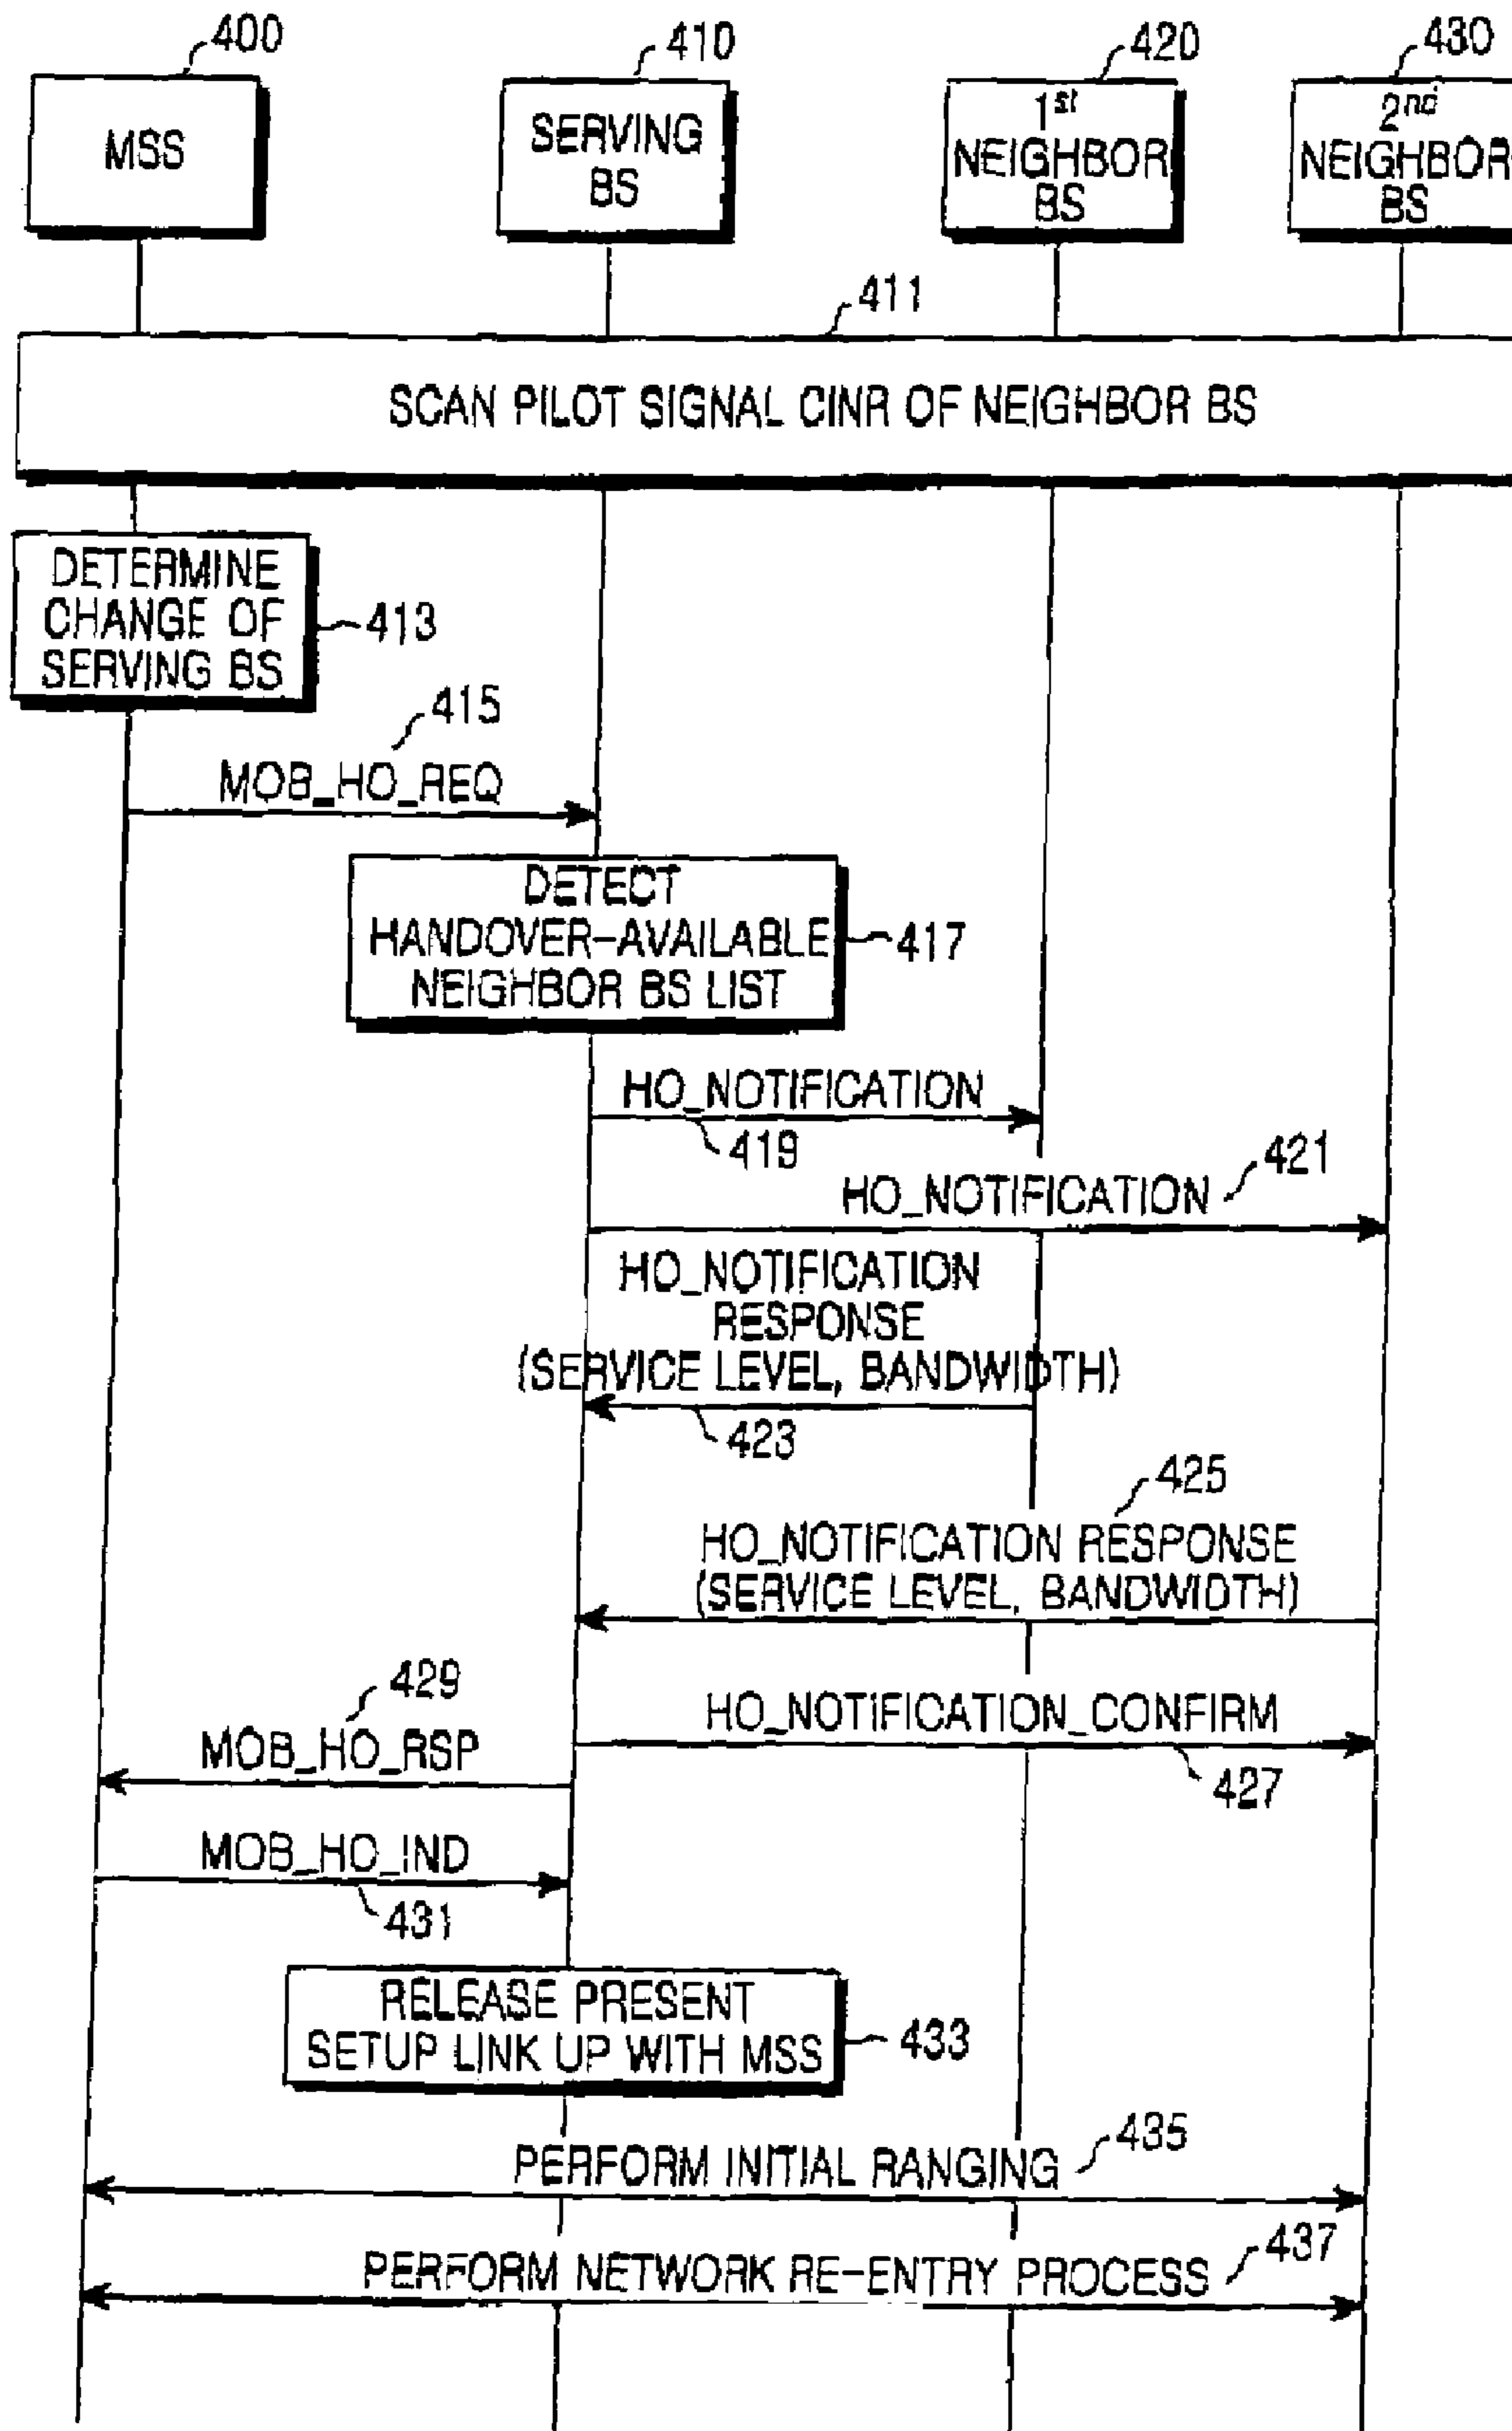 400
410
420
430
MSS
SERVING
BS
1st
NEIGHBOR
BS
2nd
NEIGHBOR
BS
411
SCAN PILOT SIGNAL CINR OF NEIGHBOR BS
DETERMINE
CHANGE OF
SERVING BS
413
415
MOB_HO_REQ
DETECT
HANDOVER-AVAILABLE
NEIGHBOR BS LIST
417
HO_NOTIFICATION
419
421
HO_NOTIFICATION
HO_NOTIFICATION
RESPONSE
(SERVICE LEVEL, BANDWIDTH)
423
425
HO_NOTIFICATION RESPONSE
(SERVICE LEVEL, BANDWIDTH)
429
MOB_HO_RSP
HO_NOTIFICATION_CONFIRM
427
MOB_HO_IND
431
RELEASE PRESENT
SETUP LINK UP WITH MSS
433
PERFORM INITIAL RANGING
435
PERFORM NETWORK RE-ENTRY PROCESS
437